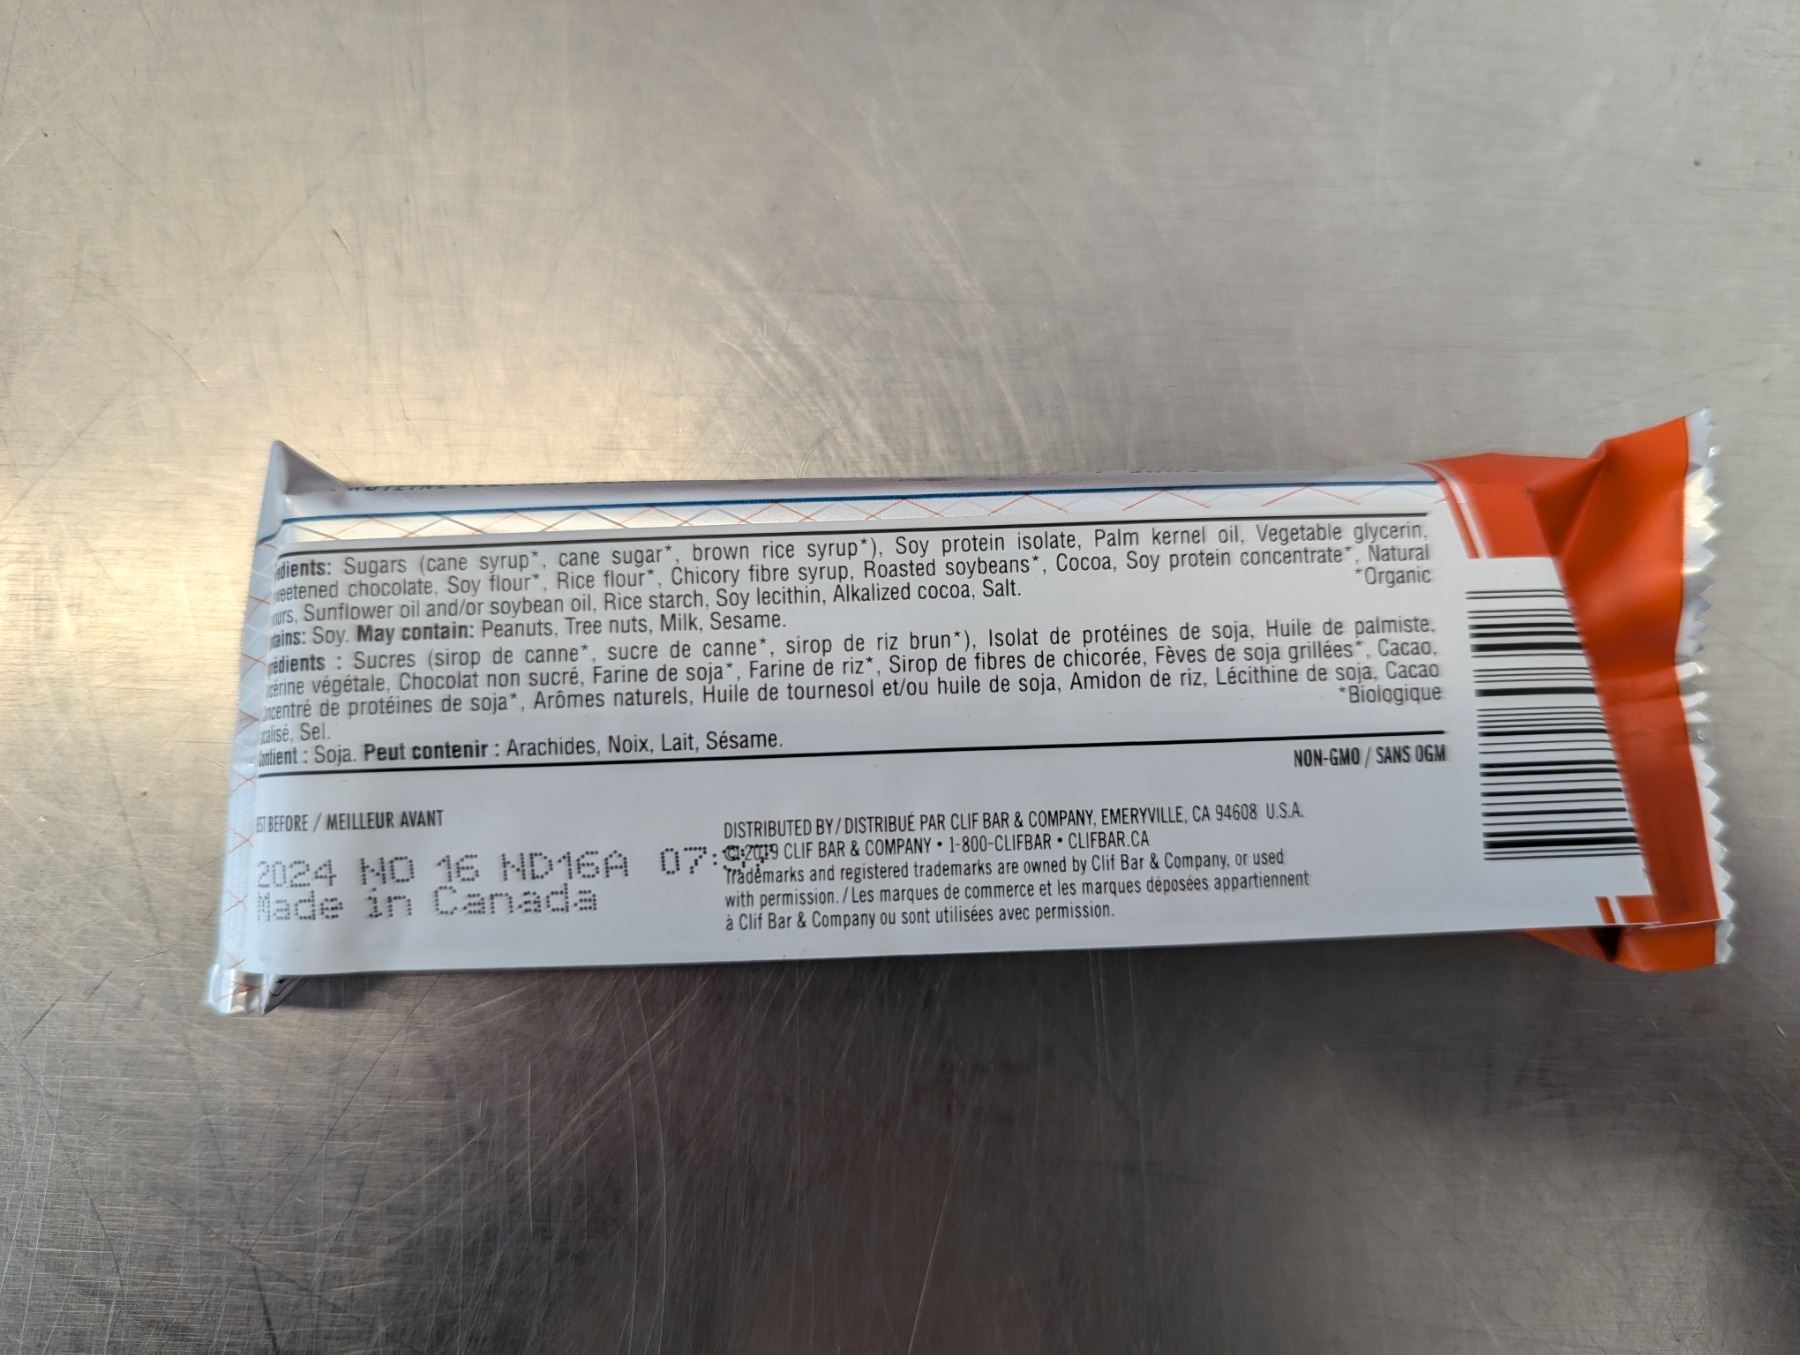 edients: Sugars (cane syrup*, cane sugar*, brown rice syrup*), Soy protein isolate, Palm kernel oil, Vegetable glycerin,
eetened chocolate, Soy flour*, Rice flour*, Chicory fibre syrup, Roasted soybeans*, Cocoa, Soy protein concentrate*, Natural
ours, Sunflower oil and/or soybean oil, Rice starch, Soy lecithin, Alkalized cocoa, Salt.
*Organic
tains: Soy. May contain: Peanuts, Tree nuts, Milk, Sesame.
édients : Sucres (sirop de canne*, sucre de canne*, sirop de riz brun*), Isolat de protéines de soja, Huile de palmiste,
cérine végétale, Chocolat non sucré, Farine de soja*, Farine de riz*, Sirop de fibres de chicorée, Fèves de soja grillées*, Cacao,
ncentré de protéines de soja*, Arômes naturels, Huile de tournesol et/ou huile de soja, Amidon de riz, Lécithine de soja, Cacao
calisé, Sel.
*Biologique
ontient : Soja. Peut contenir : Arachides, Noix, Lait, Sésame.
NON-GMO / SANS OGM
EST BEFORE / MEILLEUR AVANT
2024 NO 16 ND16A 07:
Made in Canada
DISTRIBUTED BY / DISTRIBUÉ PAR CLIF BAR & COMPANY, EMERYVILLE, CA 94608 U.S.A.
©2019 CLIF BAR & COMPANY • 1-800-CLIFBAR • CLIFBAR.CA
Trademarks and registered trademarks are owned by Clif Bar & Company, or used
with permission. / Les marques de commerce et les marques déposées appartiennent
à Clif Bar & Company ou sont utilisées avec permission.